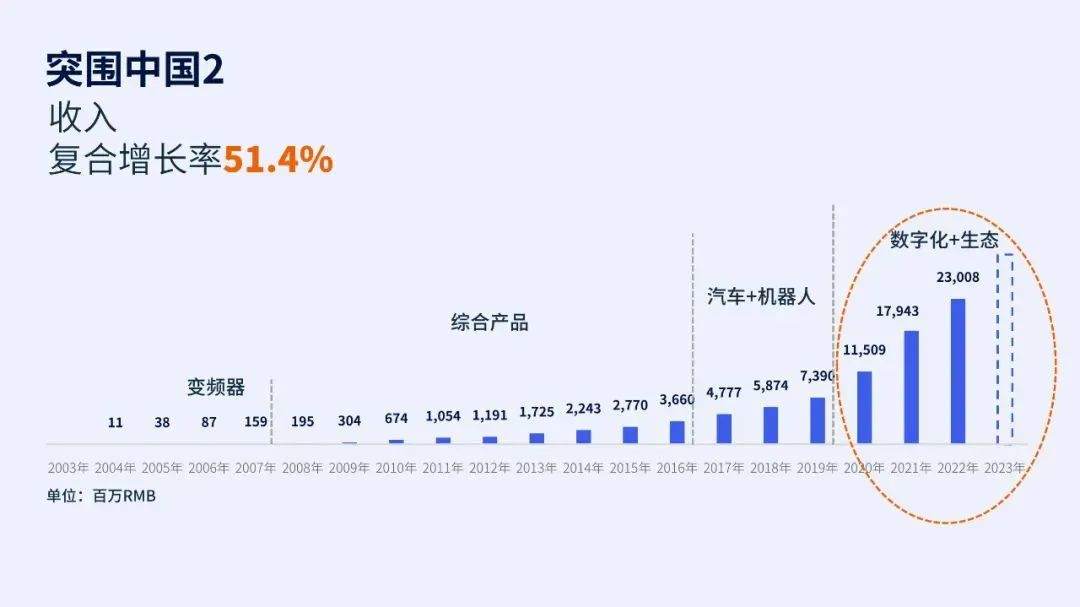 突围中国2
收入
复合增长率51.4%
数字化+生态
23,008
汽车+机器人
17,943
综合产品
11,509
变频器
11 38 87 159 195 304 674 1,054 1,191 1,725 2,243 2,770 3,660 4,777 5,874 7,390
2003年 2004年 2005年 2006年 2007年 2008年 2009年 2010年 2011年 2012年 2013年 2014年 2015年 2016年 2017年 2018年 2019年 2020年 2021年 2022年 2023年
单位：百万RMB